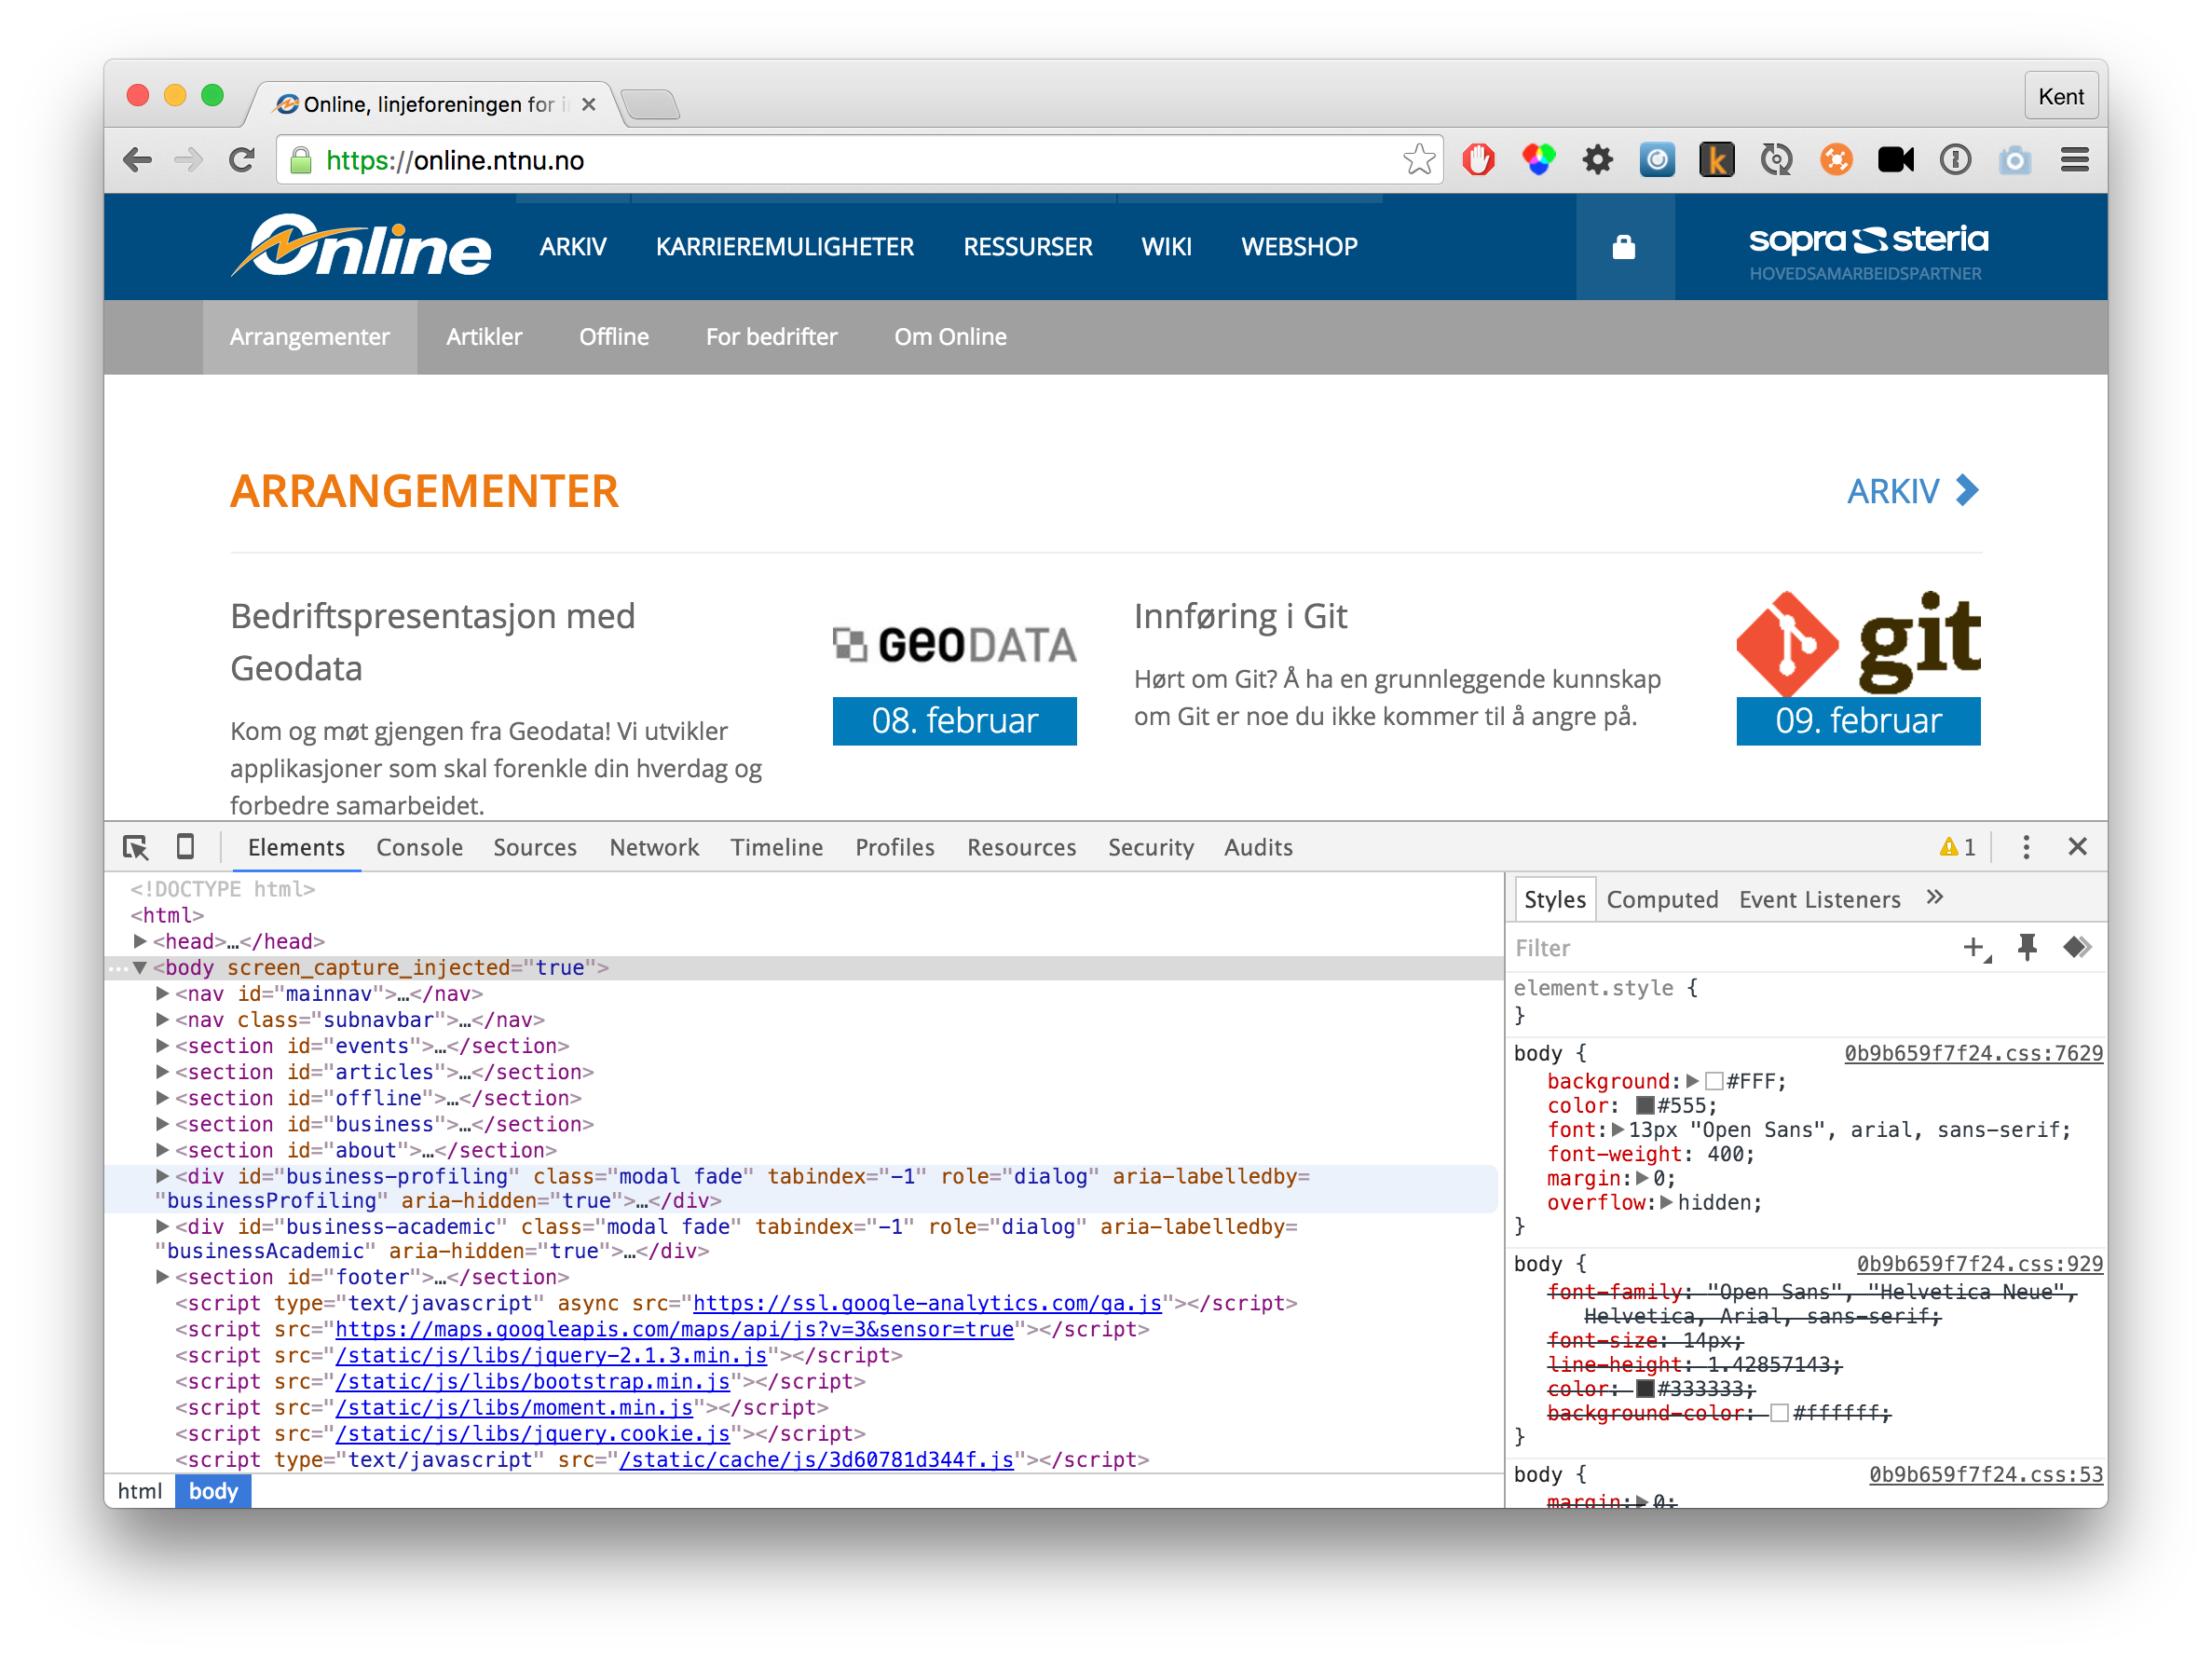 Online, linjeforeningen for i
Kent
https://online.ntnu.no
Online
ARKIV
KARRIEREMULIGHETER
RESSURSER
WIKI
WEBSHOP
sopra steria
HOVEDSAMARBEIDSPARTNER
Arrangementer
Artikler
Offline
For bedrifter
Om Online
ARRANGEMENTER
ARKIV
Bedriftspresentasjon med
Geodata
Kom og møt gjengen fra Geodata! Vi utvikler
applikasjoner som skal forenkle din hverdag og
forbedre samarbeidet.
GEODATA
08. februar
Innføring i Git
Hørt om Git? Å ha en grunnleggende kunnskap
om Git er noe du ikke kommer til å angre på.
git
09. februar
Elements
Console
Sources
Network
Timeline
Profiles
Resources
Security
Audits
1
<!DOCTYPE html>
<html>
<head>…</head>
<body screen_capture_injected="true">
<nav id="mainnav">…</nav>
<nav class="subnavbar">…</nav>
<section id="events">…</section>
<section id="articles">…</section>
<section id="offline">…</section>
<section id="business">…</section>
<section id="about">…</section>
<div id="business-profiling" class="modal fade" tabindex="-1" role="dialog" aria-labelledby=
"businessProfiling" aria-hidden="true">…</div>
<div id="business-academic" class="modal fade" tabindex="-1" role="dialog" aria-labelledby=
"businessAcademic" aria-hidden="true">…</div>
<section id="footer">…</section>
<script type="text/javascript" async src="https://ssl.google-analytics.com/ga.js"></script>
<script src="https://maps.googleapis.com/maps/api/js?v=3&sensor=true"></script>
<script src="/static/js/libs/jquery-2.1.3.min.js"></script>
<script src="/static/js/libs/bootstrap.min.js"></script>
<script src="/static/js/libs/moment.min.js"></script>
<script src="/static/js/libs/jquery.cookie.js"></script>
<script type="text/javascript" src="/static/cache/js/3d60781d344f.js"></script>
html
body
Styles
Computed
Event Listeners
»
Filter
element.style {
}
body {
0b9b659f7f24.css:7629
background: #FFF;
color: #555;
font: 13px "Open Sans", arial, sans-serif;
font-weight: 400;
margin: 0;
overflow: hidden;
}
body {
0b9b659f7f24.css:929
font-family: "Open Sans", "Helvetica Neue",
Helvetica, Arial, sans-serif;
font-size: 14px;
line-height: 1.42857143;
color: #333333;
background-color: #ffffff;
}
body {
0b9b659f7f24.css:53
margin: 0;